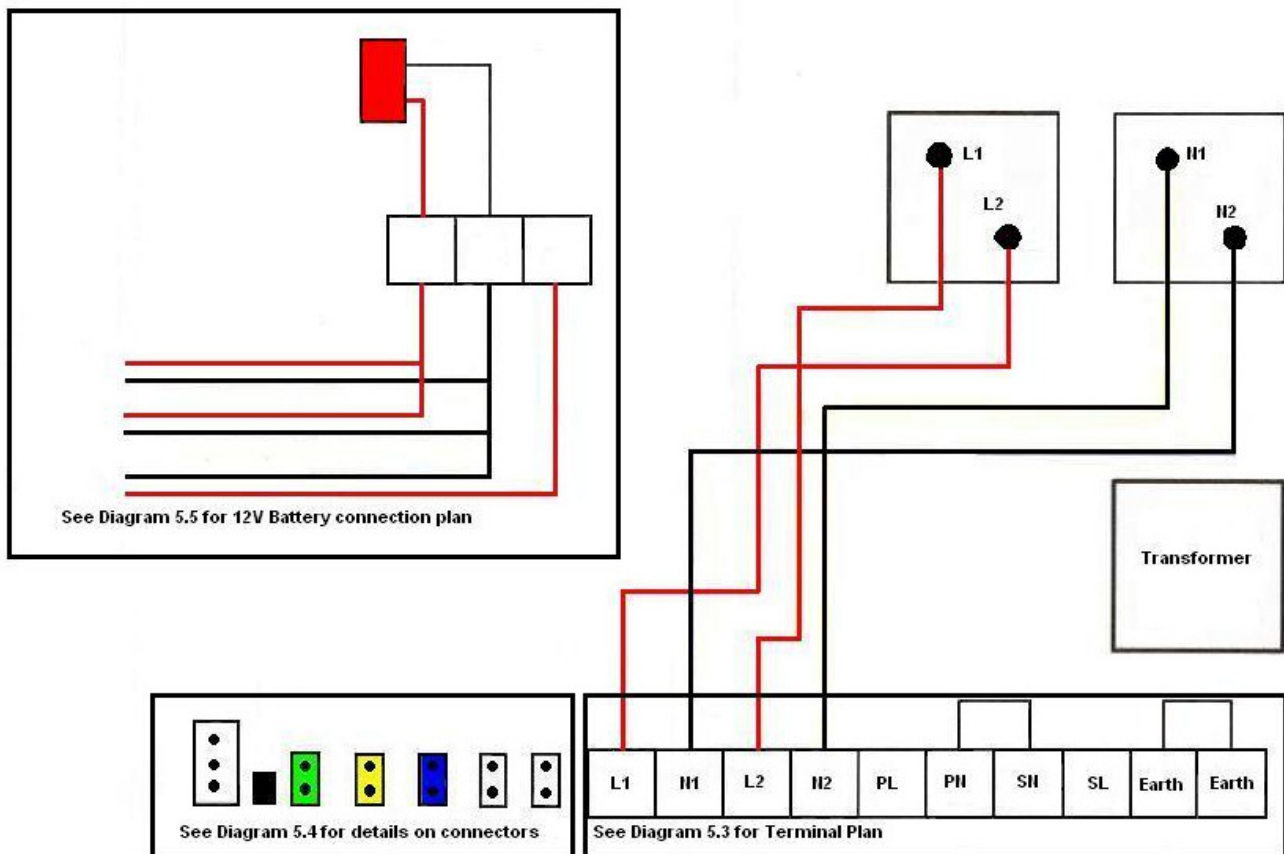 See Diagram 5.5 for 12V Battery connection plan
L1
L2
N1
N2
Transformer
See Diagram 5.4 for details on connectors
L1
N1
L2
N2
PL
PN
SN
SL
Earth
Earth
See Diagram 5.3 for Terminal Plan